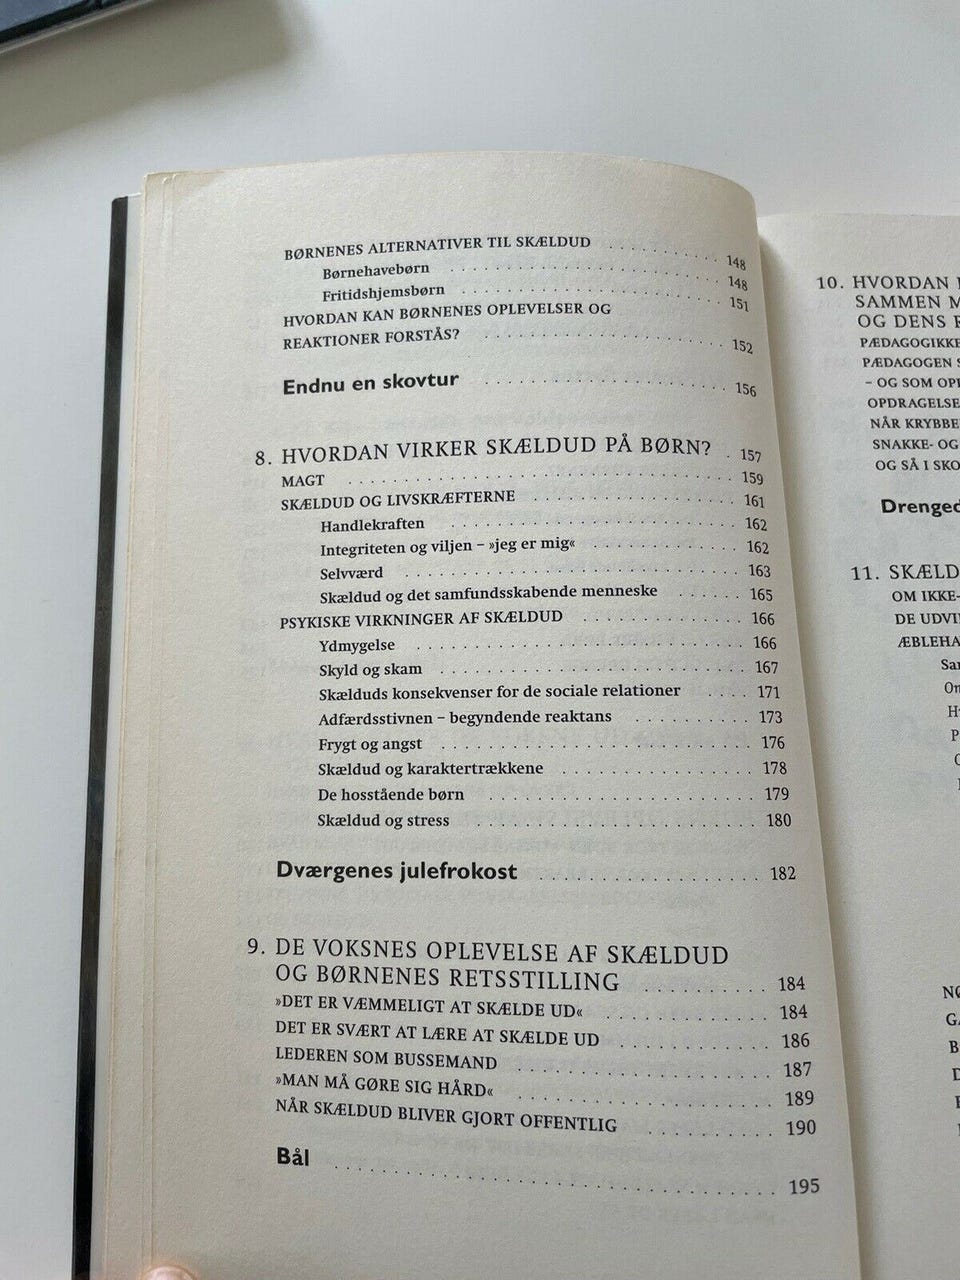 BØRNENES ALTERNATIVER TIL SKÆLDUD . . . . . . . . 148
Børnehavebørn . . . . . . . . 148
Fritidshjemsbørn . . . . . . . . 151
HVORDAN KAN BØRNENES OPLEVELSER OG
REAKTIONER FORSTÅS? . . . . . . . . 152
Endnu en skovtur . . . . . . . . 156
8. HVORDAN VIRKER SKÆLDUD PÅ BØRN? . 157
MAGT . . . . . . . . 159
SKÆLDUD OG LIVSKRÆFTERNE . . . . . . . . 161
Handlekraften . . . . . . . . 162
Integriteten og viljen – »jeg er mig« . . . . . . . . 162
Selvværd . . . . . . . . 163
Skældud og det samfundsskabende menneske . . . . . 165
PSYKISKE VIRKNINGER AF SKÆLDUD . . . . . . . . 166
Ydmygelse . . . . . . . . 166
Skyld og skam . . . . . . . . 167
Skælduds konsekvenser for de sociale relationer . . . . 171
Adfærdsstivnen – begyndende reaktans . . . . . . . . 173
Frygt og angst . . . . . . . . 176
Skældud og karaktertrækkene . . . . . . . . 178
De hosstående børn . . . . . . . . 179
Skældud og stress . . . . . . . . 180
Dværgenes julefrokost . . . . . . . . 182
9. DE VOKSNES OPLEVELSE AF SKÆLDUD
OG BØRNENES RETSSTILLING . . . . . . . . 184
»DET ER VÆMMELIGT AT SKÆLDE UD« . . . . . . . . 184
DET ER SVÆRT AT LÆRE AT SKÆLDE UD . . . . . . . . 186
LEDEREN SOM BUSSEMAND . . . . . . . . 187
»MAN MÅ GØRE SIG HÅRD« . . . . . . . . 189
NÅR SKÆLDUD BLIVER GJORT OFFENTLIG . . . . . . . . 190
Bål . . . . . . . . 195
10. HVORDAN
SAMMEN
OG DENS
PÆDAGOGIKKE
PÆDAGOGEN
– OG SOM
OPDRAGELSE
NÅR KRYBBE
SNAKKE- OG
OG SÅ I
Drenged
11. SKÆLD
OM IKKE-
DE